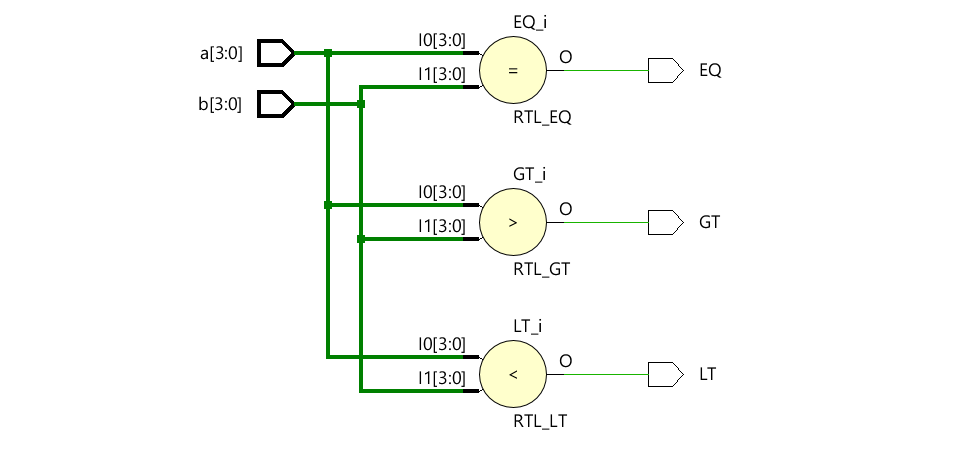 EQ_i
a[3:0]
I0[3:0]
O
I1[3:0]
=
EQ
b[3:0]
RTL_EQ
GT_i
I0[3:0]
O
I1[3:0]
>
GT
RTL_GT
LT_i
I0[3:0]
O
I1[3:0]
<
LT
RTL_LT